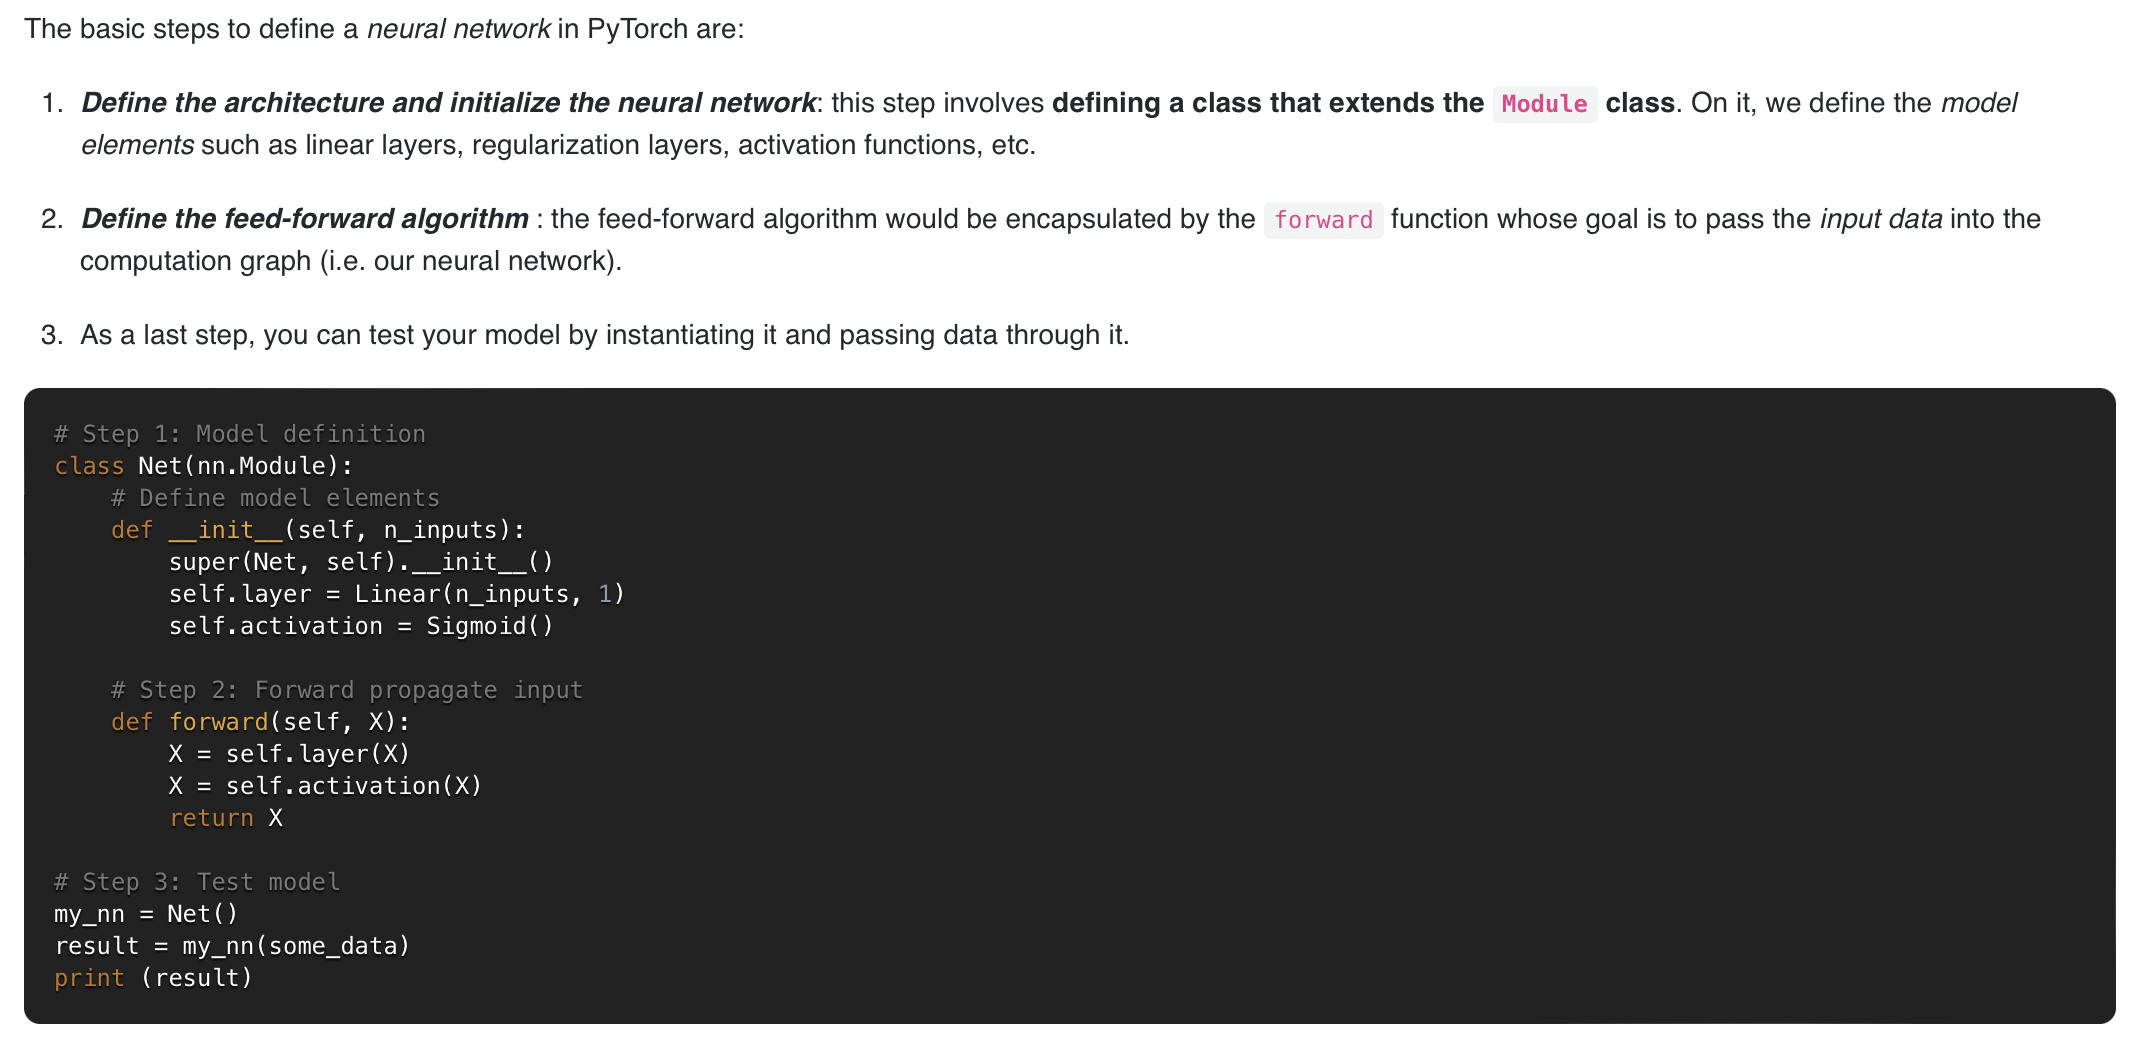 The basic steps to define a neural network in PyTorch are:
1. Define the architecture and initialize the neural network: this step involves defining a class that extends the Module class. On it, we define the model
elements such as linear layers, regularization layers, activation functions, etc.
2. Define the feed-forward algorithm : the feed-forward algorithm would be encapsulated by the forward function whose goal is to pass the input data into the
computation graph (i.e. our neural network).
3. As a last step, you can test your model by instantiating it and passing data through it.
# Step 1: Model definition
class Net(nn.Module):
    # Define model elements
    def __init__(self, n_inputs):
        super(Net, self).__init__()
        self.layer = Linear(n_inputs, 1)
        self.activation = Sigmoid()

    # Step 2: Forward propagate input
    def forward(self, X):
        X = self.layer(X)
        X = self.activation(X)
        return X

# Step 3: Test model
my_nn = Net()
result = my_nn(some_data)
print (result)